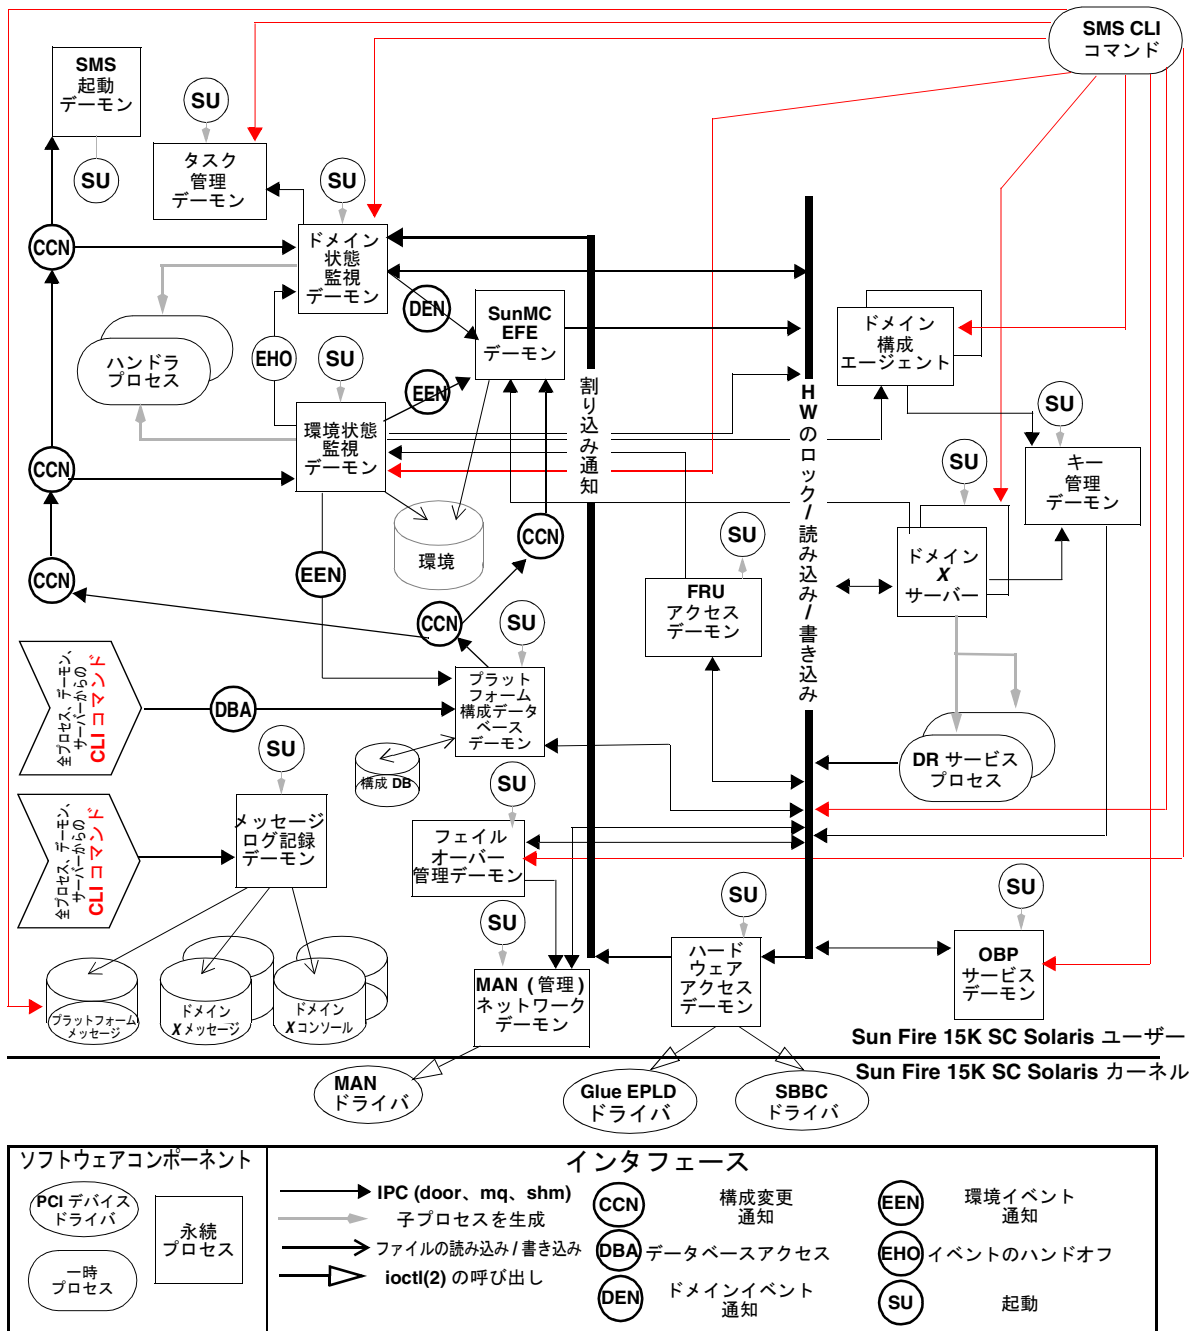 SMS CLI
コマンド
SMS
起動
デーモン
SU
SU
タスク
管理
デーモン
SU
CCN
ドメイン
状態
監視
デーモン
DEN
SunMC
EFE
デーモン
ハンドラ
プロセス
EHO
SU
EEN
環境状態
監視
デーモン
CCN
割り込み通知
HWのロック/読み込み/書き込み
ドメイン
構成
エージェント
SU
キー
管理
デーモン
SU
ドメイン
X
サーバー
環境
CCN
SU
CCN
EEN
FRU
アクセス
デーモン
CCN
SU
全プロセス、デーモン、
サーバーからの
CLI コマンド
DBA
プラット
フォーム
構成データ
ベース
デーモン
SU
構成 DB
DR サービス
プロセス
全プロセス、デーモン、
サーバーからの
CLI コマンド
メッセージ
ログ記録
デーモン
SU
フェイル
オーバー
管理デーモン
SU
SU
SU
プラットフォーム
メッセージ
ドメイン
X メッセージ
ドメイン
X コンソール
MAN (管理)
ネットワーク
デーモン
ハード
ウェア
アクセス
デーモン
OBP
サービス
デーモン
Sun Fire 15K SC Solaris ユーザー
Sun Fire 15K SC Solaris カーネル
MAN
ドライバ
Glue EPLD
ドライバ
SBBC
ドライバ
ソフトウェアコンポーネント
PCI デバイス
ドライバ
永続
プロセス
一時
プロセス
インタフェース
IPC (door、mq、shm)
子プロセスを生成
ファイルの読み込み / 書き込み
ioctl(2) の呼び出し
CCN
構成変更
通知
DBA
データベースアクセス
DEN
ドメインイベント
通知
EEN
環境イベント
通知
EHO
イベントのハンドオフ
SU
起動